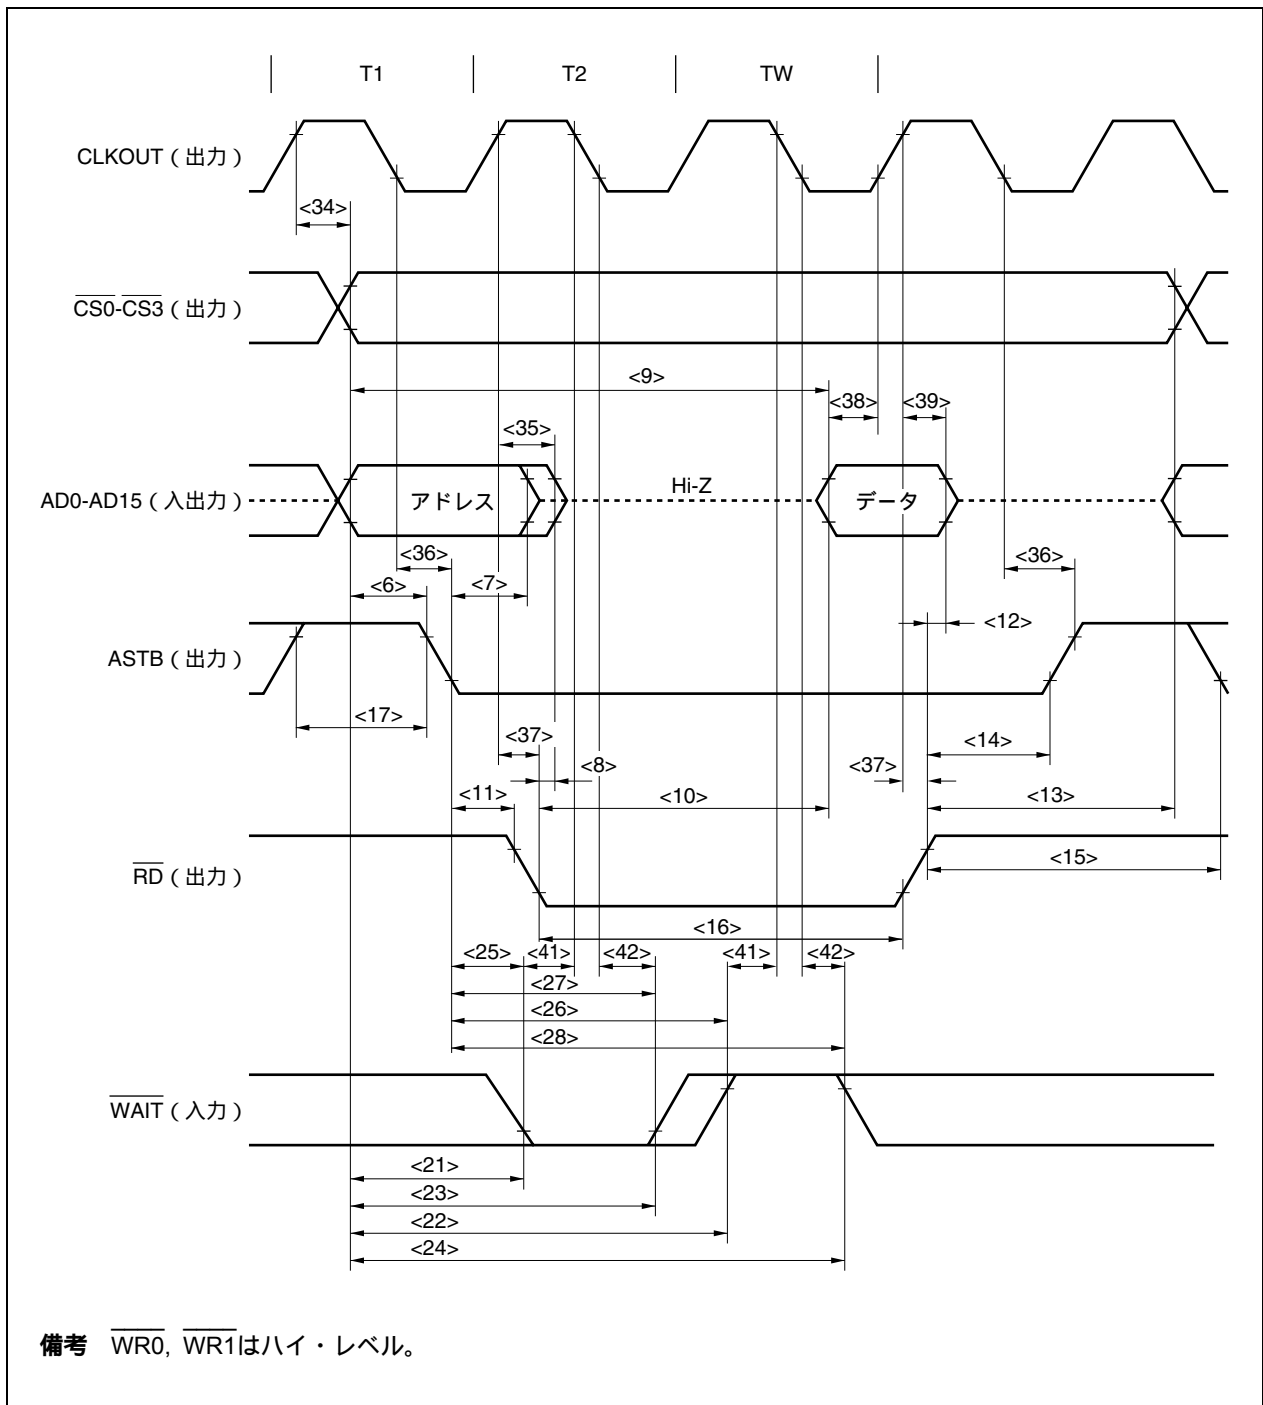 T1 T2 TW
CLKOUT（出力）
<34>
CS0-CS3（出力）
<9>
<38> <39>
<35>
AD0-AD15（入出力） アドレス Hi-Z データ
<36> <36>
<6> <7>
<12>
ASTB（出力）
<17>
<37> <14>
<8> <37>
<11> <10> <13>
<15>
RD（出力）
<16>
<25> <41> <42> <41> <42>
<27>
<26>
<28>
WAIT（入力）
<21>
<23>
<22>
<24>
備考 WR0, WR1はハイ・レベル。